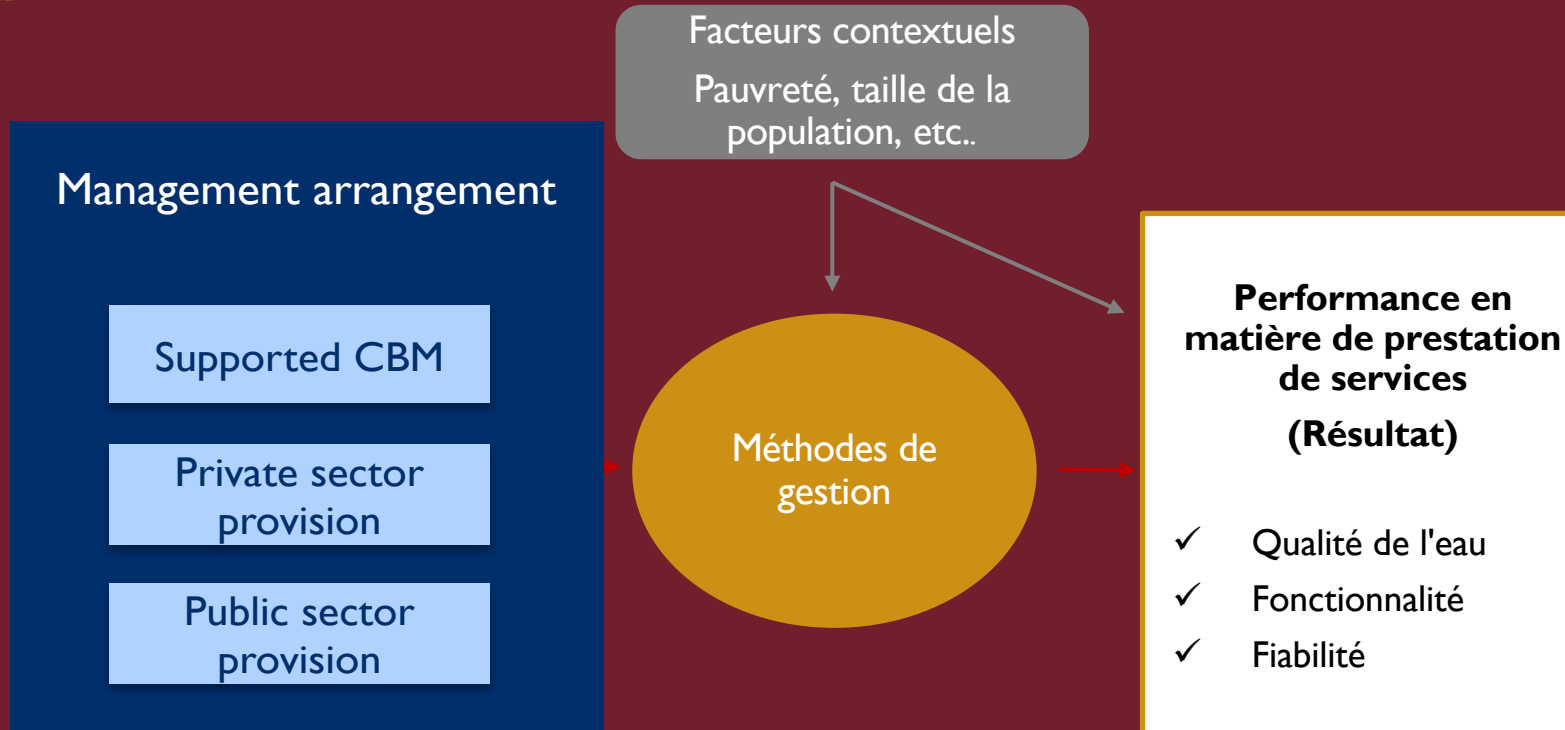 Facteurs contextuels
Pauvreté, taille de la
population, etc..
Management arrangement
Supported CBM
Private sector
provision
Public sector
provision
Méthodes de
gestion
Performance en
matière de prestation
de services
(Résultat)
✓ Qualité de l'eau
✓ Fonctionnalité
✓ Fiabilité